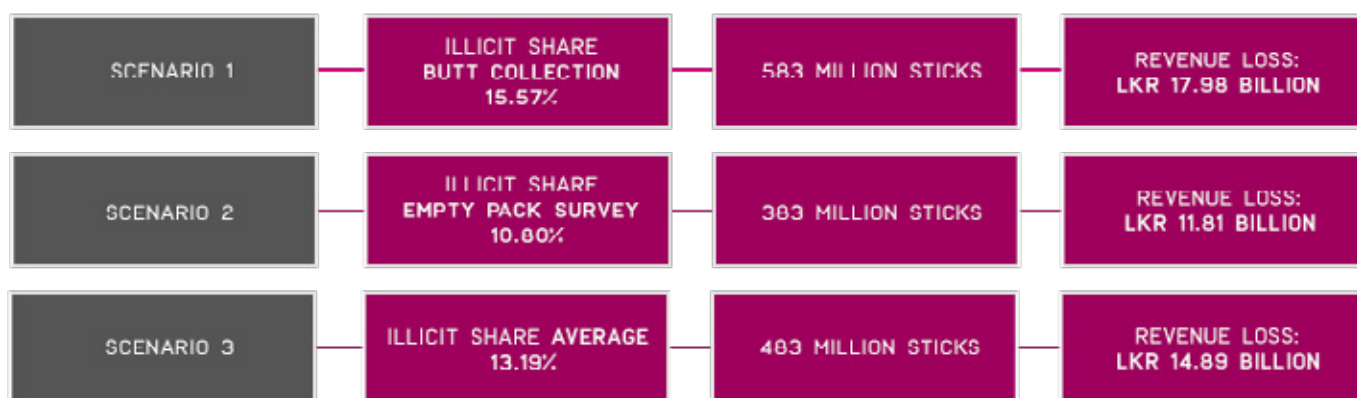 SCENARIO 1
ILLICIT SHARE
BUTT COLLECTION
15.57%
583 MILLION STICKS
REVENUE LOSS:
LKR 17.98 BILLION
SCENARIO 2
ILLICIT SHARE
EMPTY PACK SURVEY
10.80%
383 MILLION STICKS
REVENUE LOSS:
LKR 11.81 BILLION
SCENARIO 3
ILLICIT SHARE AVERAGE
13.19%
483 MILLION STICKS
REVENUE LOSS:
LKR 14.89 BILLION